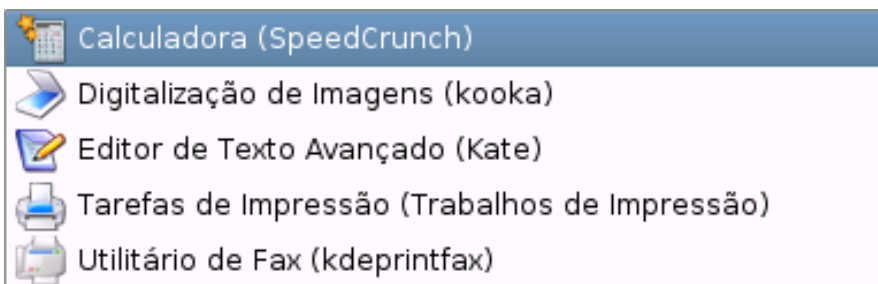 Calculadora (SpeedCrunch)
Digitalização de Imagens (kooka)
Editor de Texto Avançado (Kate)
Tarefas de Impressão (Trabalhos de Impressão)
Utilitário de Fax (kdeprintfax)